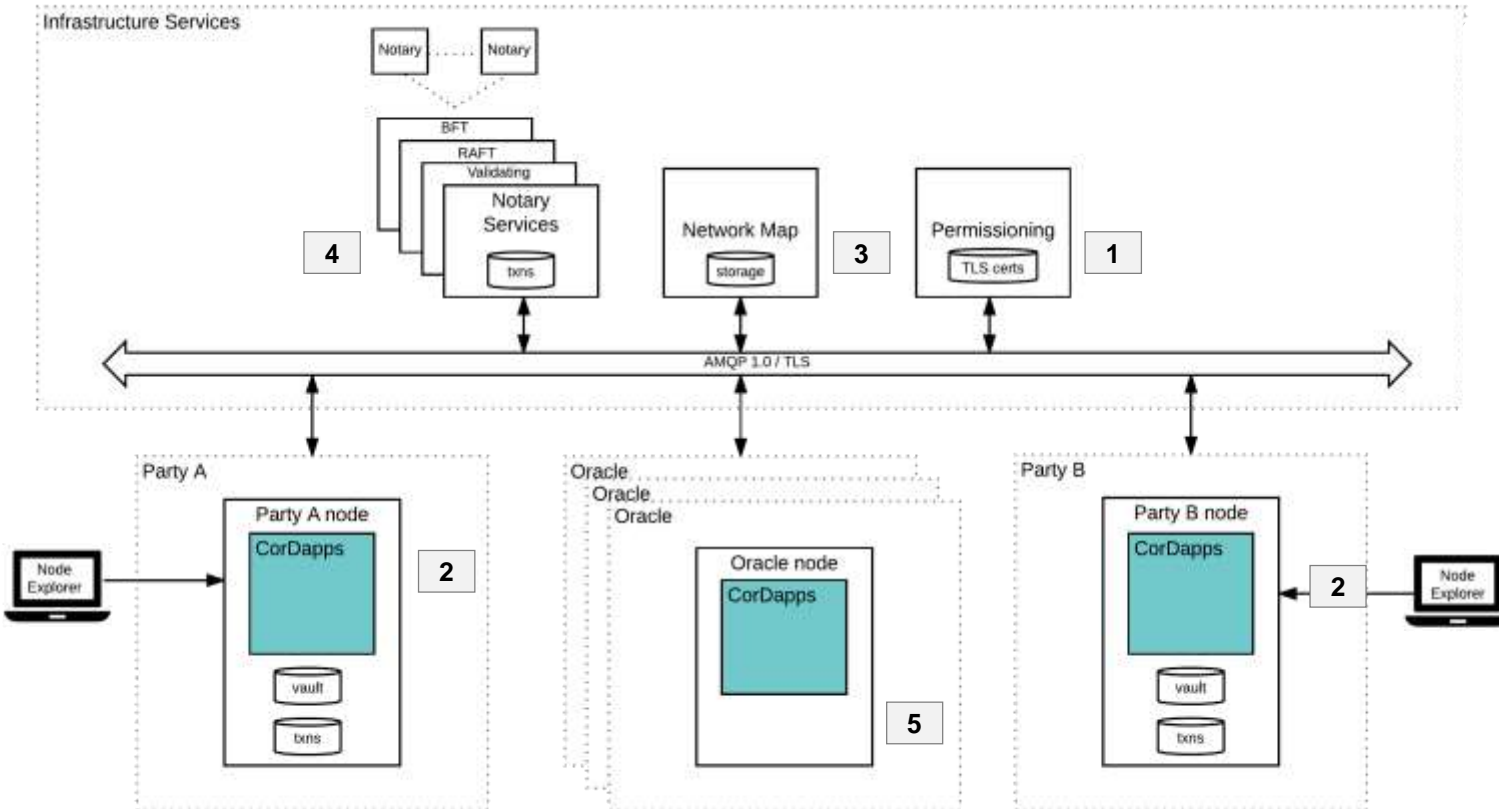 Infrastructure Services
Notary
Notary
BFT
RAFT
Validating
Notary
Services
txns
4
Network Map
storage
3
Permissioning
TLS certs
1
AMQP 1.0 / TLS
Party A
Party A node
CorDapps
vault
txns
2
Node
Explorer
Oracle
Oracle
Oracle
Oracle node
CorDapps
5
Party B
Party B node
CorDapps
vault
txns
2
Node
Explorer